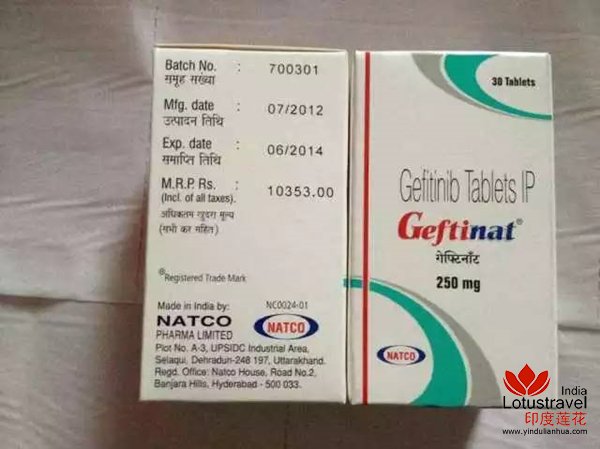 Batch No. : 700301
समूह सख्या
Mfg. date : 07/2012
उत्पादन तिथि
Exp. date : 06/2014
समाप्ति तिथि
M.R.P. Rs. : 10353.00
(Incl. of all taxes).
अधिकतम खुदरा मूल्य
(सभी कर सहित)
®Registered Trade Mark
Made in India by: NC0024-01
NATCO
PHARMA LIMITED
NATCO
Plot No. A-3, UPSIDC Industrial Area,
Selaqui, Dehradun-248 197, Uttarakhand.
Regd. Office: Natco House, Road No.2,
Banjara Hills, Hyderabad - 500 033.
30 Tablets
Gefitinib Tablets IP
Geftinat®
गेफ्टिनॉट
250 mg
NATCO
India
Lotustravel
印度莲花
www.yindulianhua.com